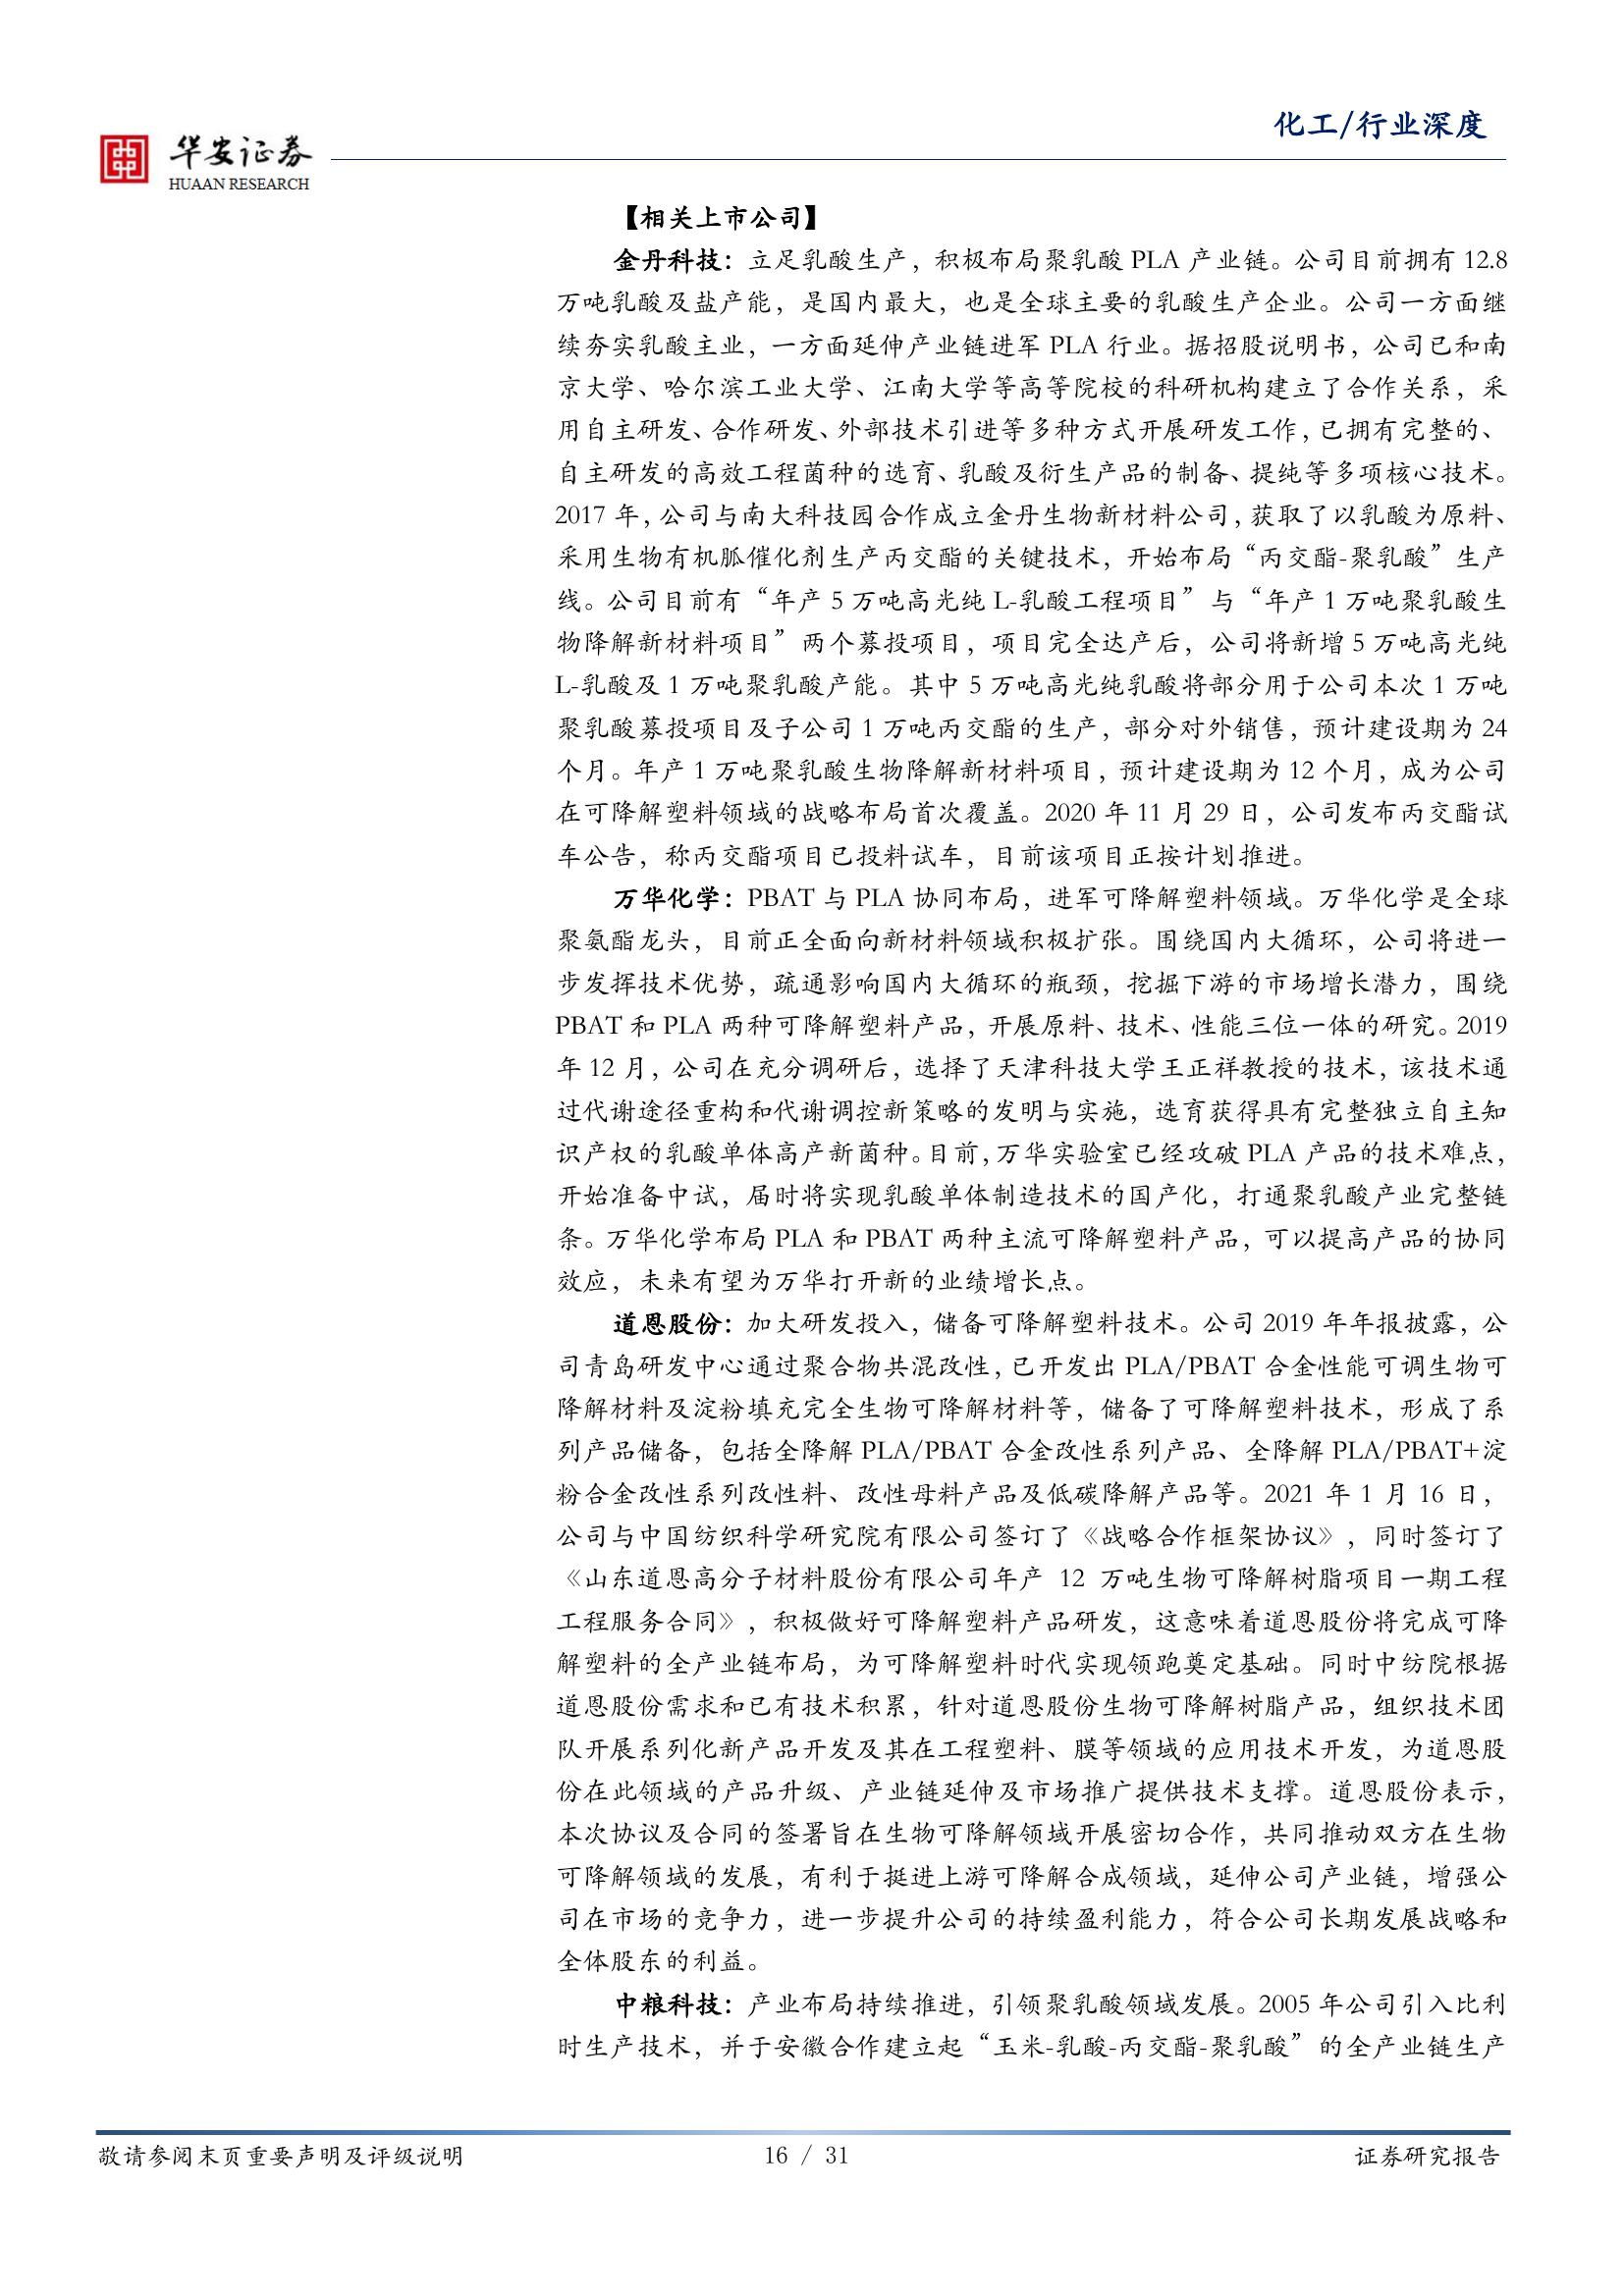 化工/行业深度
华安证券
HUAAN RESEARCH
【相关上市公司】
金丹科技：立足乳酸生产，积极布局聚乳酸 PLA 产业链。公司目前拥有 12.8
万吨乳酸及盐产能，是国内最大，也是全球主要的乳酸生产企业。公司一方面继
续夯实乳酸主业，一方面延伸产业链进军 PLA 行业。据招股说明书，公司已和南
京大学、哈尔滨工业大学、江南大学等高等院校的科研机构建立了合作关系，采
用自主研发、合作研发、外部技术引进等多种方式开展研发工作，已拥有完整的、
自主研发的高效工程菌种的选育、乳酸及衍生产品的制备、提纯等多项核心技术。
2017 年，公司与南大科技园合作成立金丹生物新材料公司，获取了以乳酸为原料、
采用生物有机胍催化剂生产丙交酯的关键技术，开始布局“丙交酯-聚乳酸”生产
线。公司目前有“年产 5 万吨高光纯 L-乳酸工程项目”与“年产 1 万吨聚乳酸生
物降解新材料项目”两个募投项目，项目完全达产后，公司将新增 5 万吨高光纯
L-乳酸及 1 万吨聚乳酸产能。其中 5 万吨高光纯乳酸将部分用于公司本次 1 万吨
聚乳酸募投项目及子公司 1 万吨丙交酯的生产，部分对外销售，预计建设期为 24
个月。年产 1 万吨聚乳酸生物降解新材料项目，预计建设期为 12 个月，成为公司
在可降解塑料领域的战略布局首次覆盖。2020 年 11 月 29 日，公司发布丙交酯试
车公告，称丙交酯项目已投料试车，目前该项目正按计划推进。
万华化学：PBAT 与 PLA 协同布局，进军可降解塑料领域。万华化学是全球
聚氨酯龙头，目前正全面向新材料领域积极扩张。围绕国内大循环，公司将进一
步发挥技术优势，疏通影响国内大循环的瓶颈，挖掘下游的市场增长潜力，围绕
PBAT 和 PLA 两种可降解塑料产品，开展原料、技术、性能三位一体的研究。2019
年 12 月，公司在充分调研后，选择了天津科技大学王正祥教授的技术，该技术通
过代谢途径重构和代谢调控新策略的发明与实施，选育获得具有完整独立自主知
识产权的乳酸单体高产新菌种。目前，万华实验室已经攻破 PLA 产品的技术难点，
开始准备中试，届时将实现乳酸单体制造技术的国产化，打通聚乳酸产业完整链
条。万华化学布局 PLA 和 PBAT 两种主流可降解塑料产品，可以提高产品的协同
效应，未来有望为万华打开新的业绩增长点。
道恩股份：加大研发投入，储备可降解塑料技术。公司 2019 年年报披露，公
司青岛研发中心通过聚合物共混改性，已开发出 PLA/PBAT 合金性能可调生物可
降解材料及淀粉填充完全生物可降解材料等，储备了可降解塑料技术，形成了系
列产品储备，包括全降解 PLA/PBAT 合金改性系列产品、全降解 PLA/PBAT+淀
粉合金改性系列改性料、改性母料产品及低碳降解产品等。2021 年 1 月 16 日，
公司与中国纺织科学研究院有限公司签订了《战略合作框架协议》，同时签订了
《山东道恩高分子材料股份有限公司年产 12 万吨生物可降解树脂项目一期工程
工程服务合同》，积极做好可降解塑料产品研发，这意味着道恩股份将完成可降
解塑料的全产业链布局，为可降解塑料时代实现领跑奠定基础。同时中纺院根据
道恩股份需求和已有技术积累，针对道恩股份生物可降解树脂产品，组织技术团
队开展系列化新产品开发及其在工程塑料、膜等领域的应用技术开发，为道恩股
份在此领域的产品升级、产业链延伸及市场推广提供技术支撑。道恩股份表示，
本次协议及合同的签署旨在生物可降解领域开展密切合作，共同推动双方在生物
可降解领域的发展，有利于挺进上游可降解合成领域，延伸公司产业链，增强公
司在市场的竞争力，进一步提升公司的持续盈利能力，符合公司长期发展战略和
全体股东的利益。
中粮科技：产业布局持续推进，引领聚乳酸领域发展。2005 年公司引入比利
时生产技术，并于安徽合作建立起“玉米-乳酸-丙交酯-聚乳酸”的全产业链生产
敬请参阅末页重要声明及评级说明
16 / 31
证券研究报告